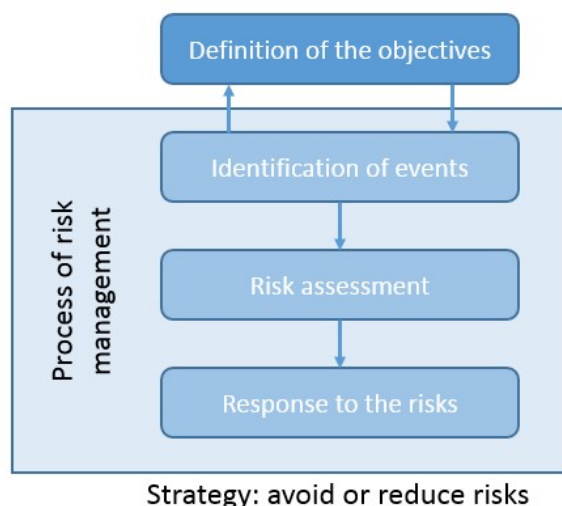 Definition of the objectives
Identification of events
Risk assessment
Response to the risks
Process of risk
management
Strategy: avoid or reduce risks